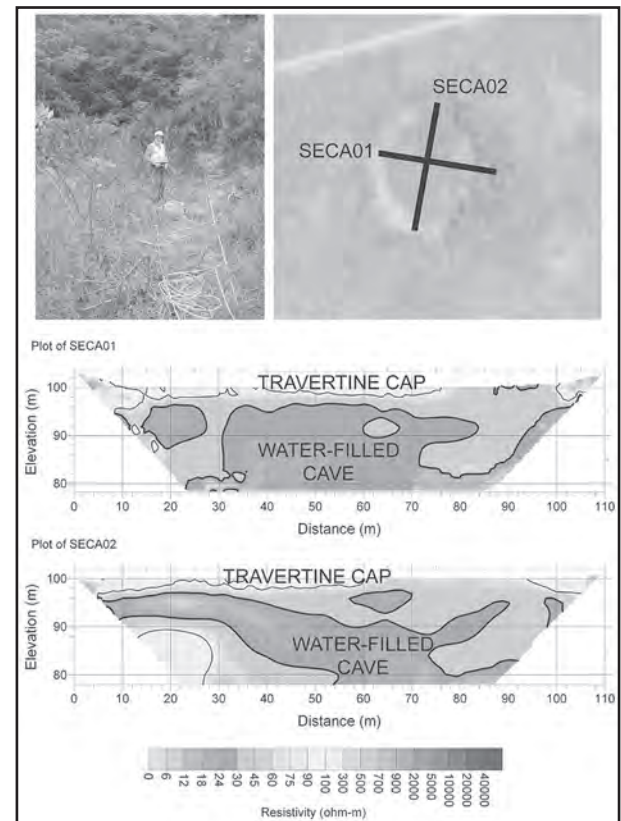 SECA02
SECA01
Plot of SECA01
TRAVERTINE CAP
WATER-FILLED
CAVE
Elevation (m)
100
90
80
0 10 20 30 40 50 60 70 80 90 100 110
Distance (m)
Plot of SECA02
TRAVERTINE CAP
WATER-FILLED
CAVE
Elevation (m)
100
90
80
0 10 20 30 40 50 60 70 80 90 100 110
Distance (m)
0 6 12 18 24 30 45 60 75 90 100 300 500 700 900 2000 5000 10000 20000 40000
Resistivity (ohm-m)